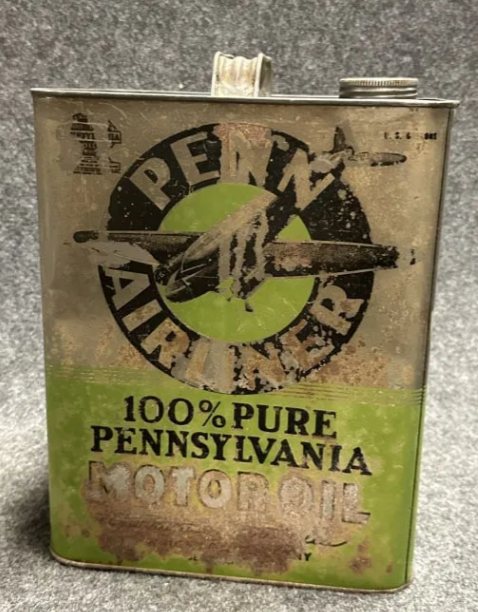 PENN
AIRLINER
100% PURE
PENNSYLVANIA
MOTOR OIL